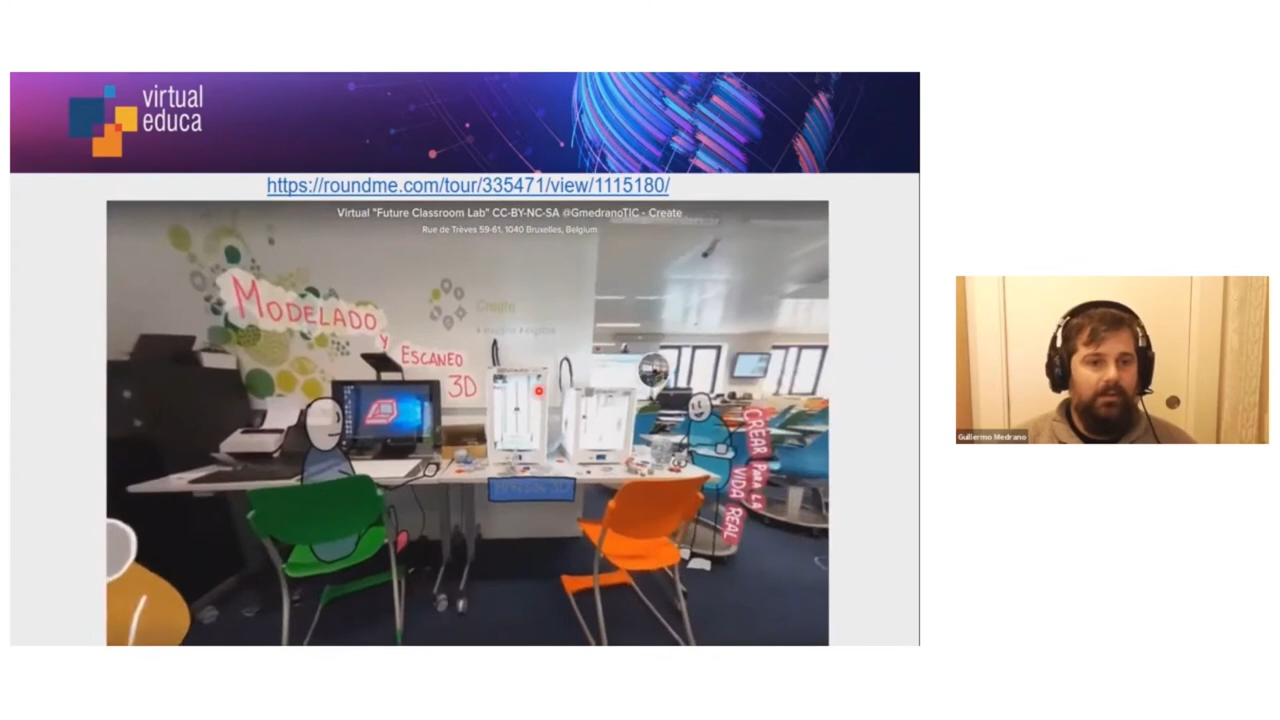 virtual
educa
https://roundme.com/tour/335471/view/1115180/
Virtual "Future Classroom Lab" CC-BY-NC-SA @GmedranoTIC - Create
Rue de Trèves 59-61, 1040 Bruxelles, Belgium
MODELADO
y
ESCANEO
3D
Create
CREAR PARA LA
VIDA REAL
Guillermo Medrano